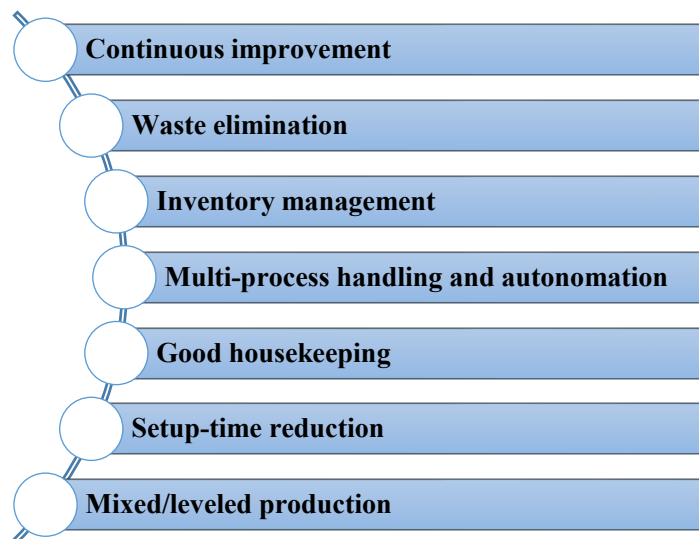 Continuous improvement
Waste elimination
Inventory management
Multi-process handling and autonomation
Good housekeeping
Setup-time reduction
Mixed/leveled production